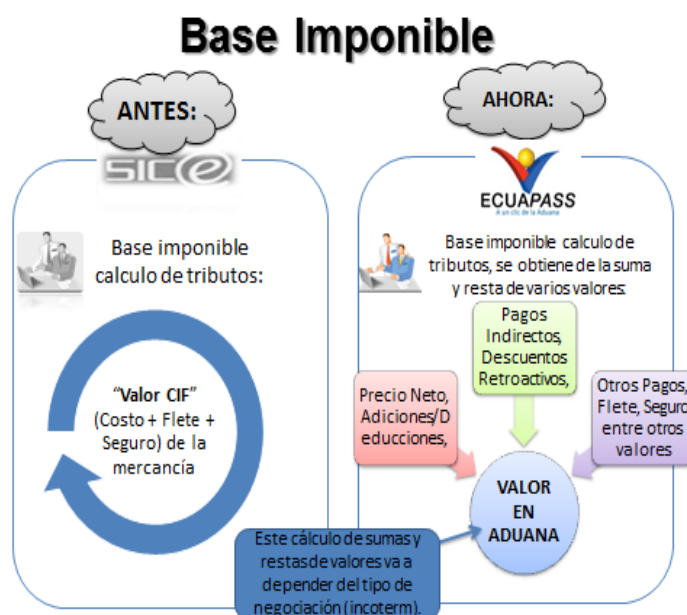 Base Imponible
ANTES:
sice
Base imponible
calculo de tributos:
“Valor CIF”
(Costo + Flete +
Seguro) de la
mercancía
AHORA:
ECUAPASS
A un clic de la Aduana
Base imponible calculo de
tributos, se obtiene de la suma
y resta de varios valores:
Pagos
Indirectos,
Descuentos
Retroactivos,
Precio Neto,
Adiciones/D
educciones,
Otros Pagos,
Flete, Seguro
entre otros
valores
VALOR
EN
ADUANA
Este cálculo de sumas y
restas de valores va a
depender del tipo de
negociación (incoterm).